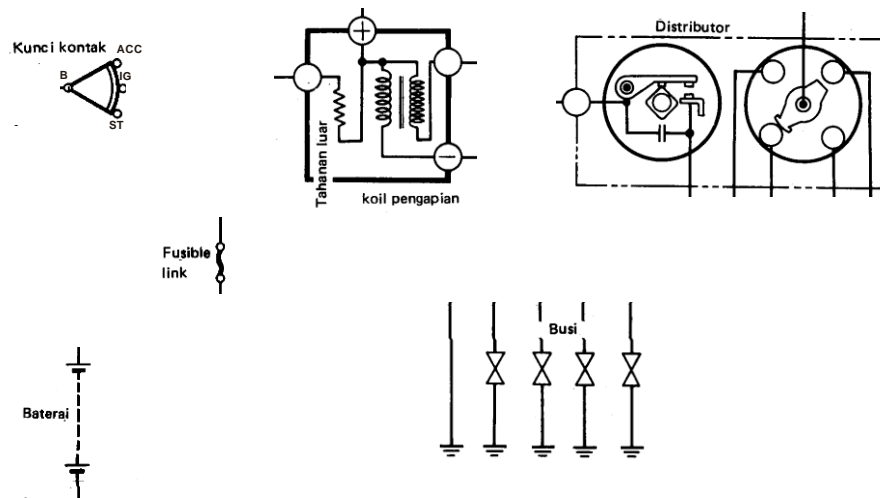 Kunci kontak
ACC
B
IG
ST
+
Tahanan luar
−
koil pengapian
Distributor
Fusible
link
Busi
Baterai